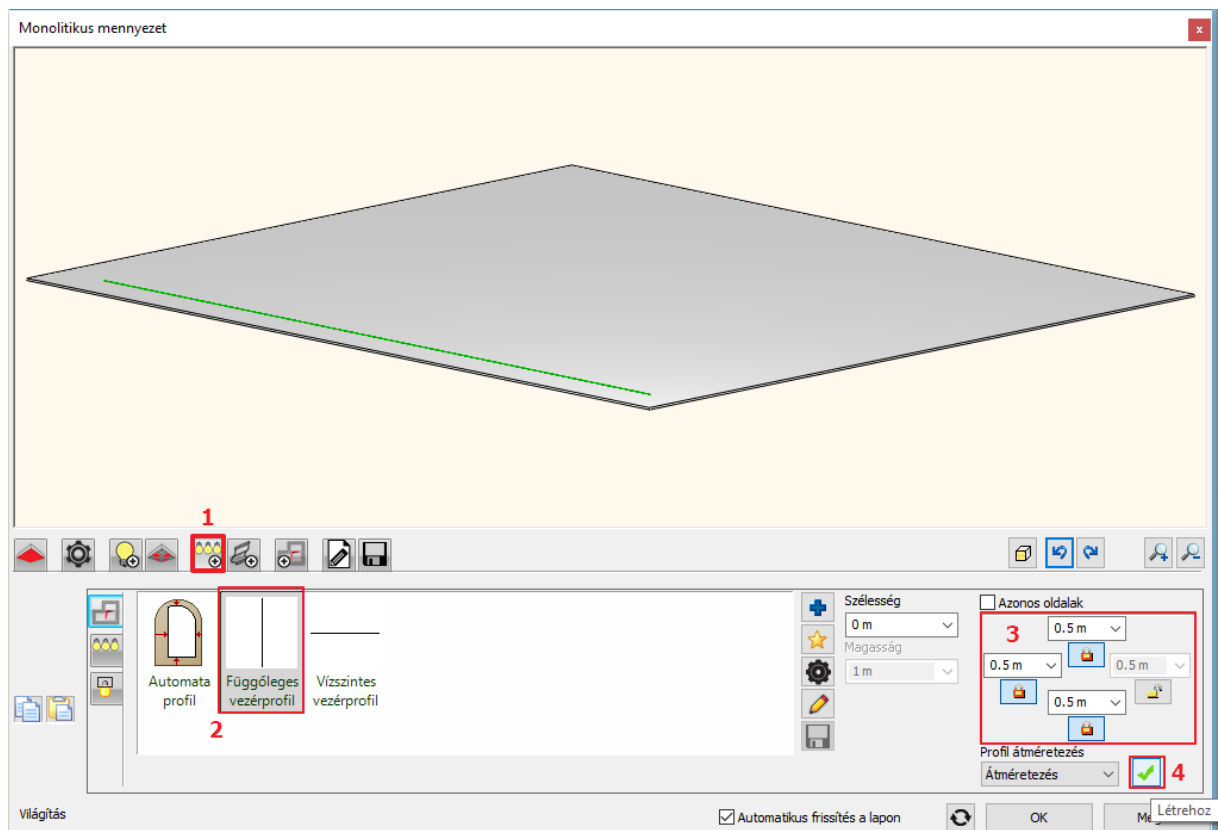 Monolitikus mennyezet
x
1
Szélesség
0 m
Magasság
1 m
Azonos oldalak
3
0.5 m
0.5 m
0.5 m
0.5 m
Automata
profil
Függőleges
vezérprofil
Vízszintes
vezérprofil
2
Profil átméretezés
Átméretezés
4
Világítás
Automatikus frissítés a lapon
OK
Létrehoz